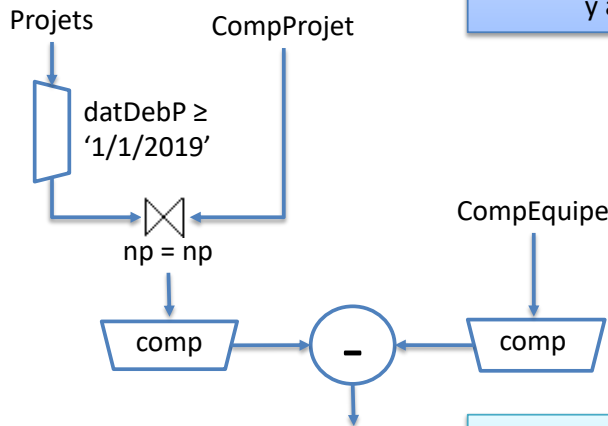 y a
Projets
CompProjet
datDebP ≥
‘1/1/2019’
np = np
CompEquipe
comp
-
comp